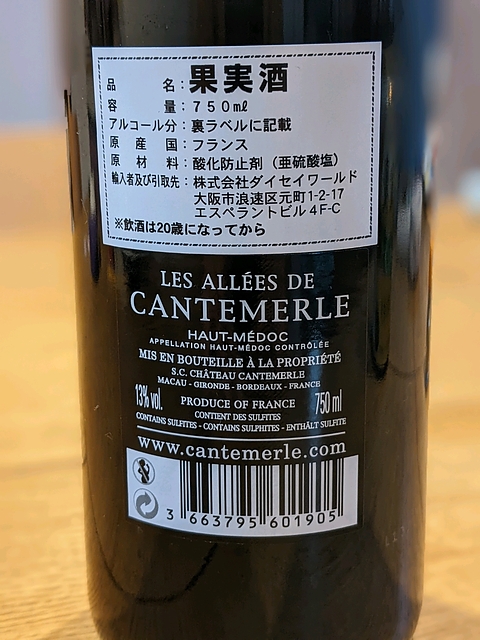 品 名：果実酒
容 量：750㎖
アルコール分：裏ラベルに記載
原 産 国：フランス
原 材 料：酸化防止剤（亜硫酸塩）
輸入者及び引取先：株式会社ダイセイワールド
大阪市浪速区元町1-2-17
エスペラントビル4F-C
※飲酒は20歳になってから
LES ALLÉES DE
CANTEMERLE
HAUT-MÉDOC
APPELLATION HAUT-MÉDOC CONTRÔLÉE
MIS EN BOUTEILLE À LA PROPRIÉTÉ
S.C. CHÂTEAU CANTEMERLE
MACAU - GIRONDE - BORDEAUX - FRANCE
13% vol. PRODUCE OF FRANCE 750 ml
CONTIENT DES SULFITES
CONTAINS SULFITES - CONTAINS SULPHITES - ENTHÄLT SULFITE
www.cantemerle.com
3 663795 601905